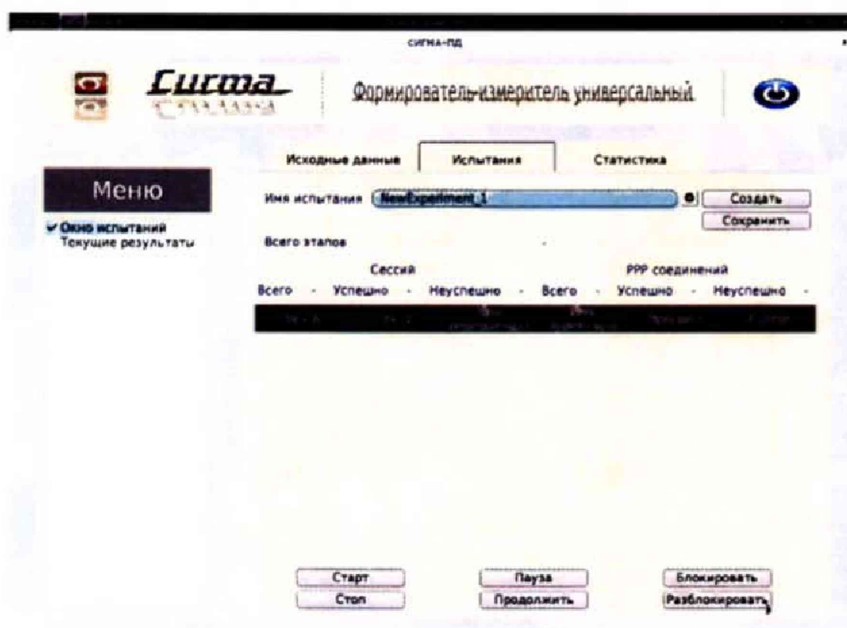 СИГМА-ПД
Сигма
Формирователь-измеритель универсальный
Исходные данные Испытания Статистика
Меню
Имя испытания NewExperiment_1 Создать
Сохранить
✔ Окно испытаний
Текущие результаты
Всего этапов -
Сессий PPP соединений
Всего - Успешно - Неуспешно - Всего - Успешно - Неуспешно -
Старт Пауза Блокировать
Стоп Продолжить Разблокировать